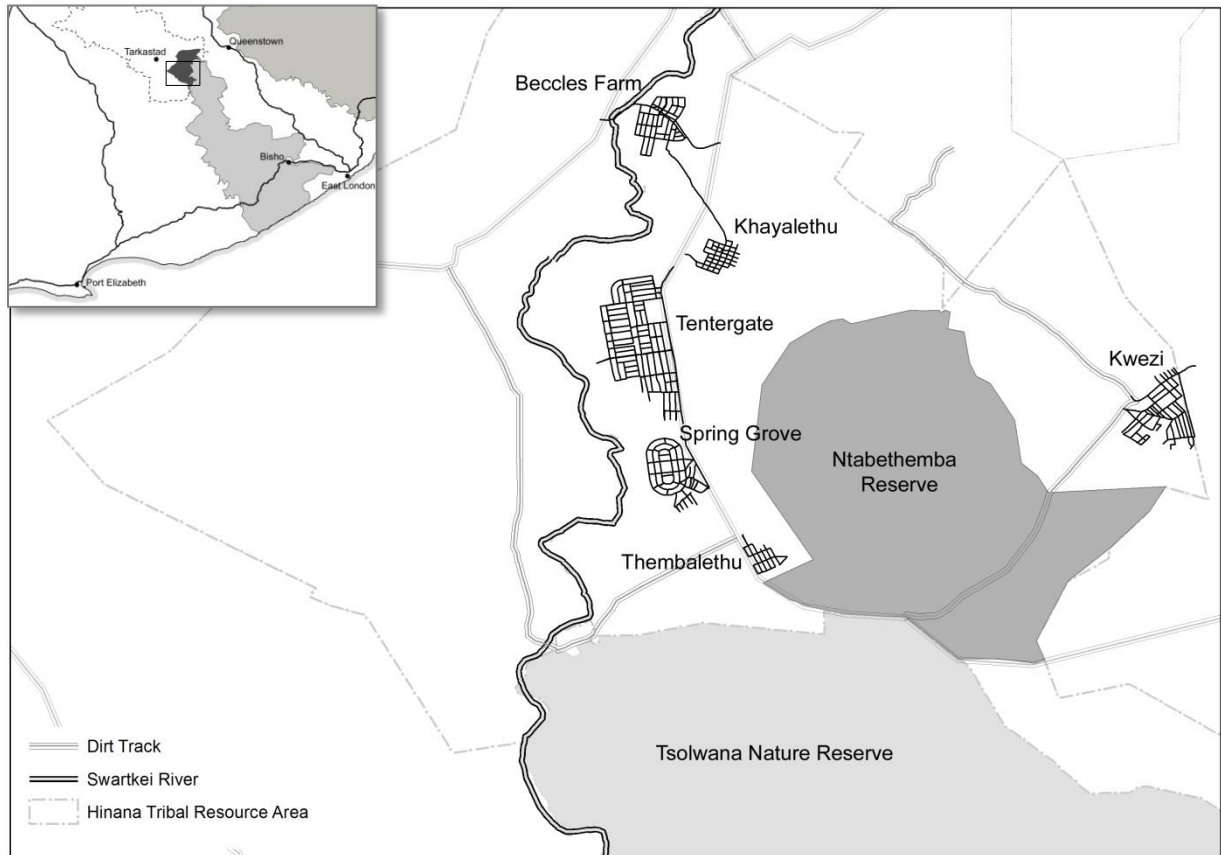 Tarkastad
Queenstown
Bisho
East London
Port Elizabeth
Beccles Farm
Khayalethu
Tentergate
Kwezi
Spring Grove
Ntabethemba
Reserve
Thembalethu
Tsolwana Nature Reserve
Dirt Track
Swartkei River
Hinana Tribal Resource Area